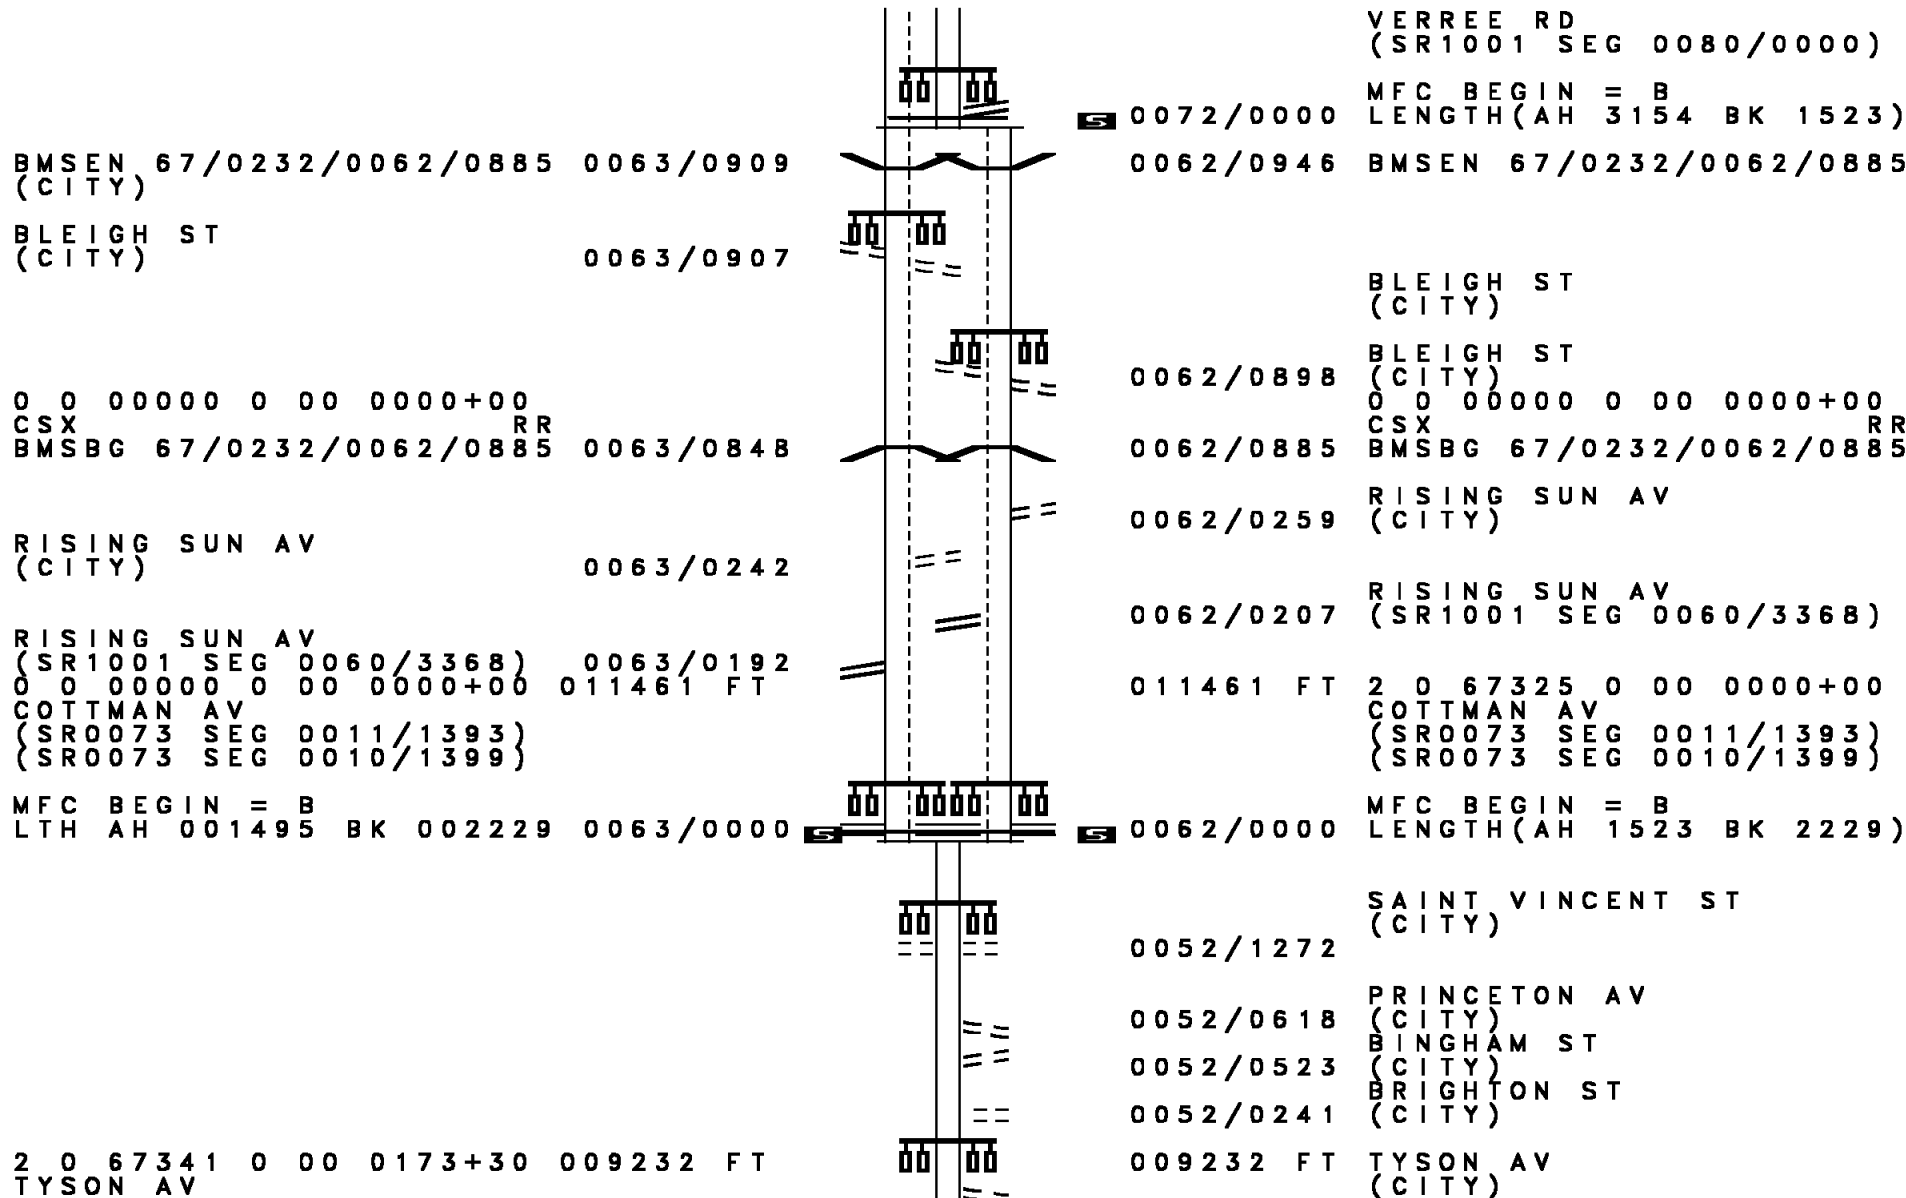 VERREE RD
(SR1001 SEG 0080/0000)
MFC BEGIN = B
S 0072/0000 LENGTH(AH 3154 BK 1523)
BMSEN 67/0232/0062/0885 0063/0909 0062/0946 BMSEN 67/0232/0062/0885
(CITY)
BLEIGH ST
(CITY) 0063/0907
BLEIGH ST
(CITY)
BLEIGH ST
0062/0898 (CITY)
0 0 00000 0 00 0000+00 0 0 00000 0 00 0000+00
CSX RR CSX RR
BMSBG 67/0232/0062/0885 0063/0848 0062/0885 BMSBG 67/0232/0062/0885
RISING SUN AV
0062/0259 (CITY)
RISING SUN AV
(CITY) 0063/0242
RISING SUN AV
0062/0207 (SR1001 SEG 0060/3368)
RISING SUN AV
(SR1001 SEG 0060/3368) 0063/0192
0 0 00000 0 00 0000+00 011461 FT 011461 FT 2 0 67325 0 00 0000+00
COTTMAN AV COTTMAN AV
(SR0073 SEG 0011/1393) (SR0073 SEG 0011/1393)
(SR0073 SEG 0010/1399) (SR0073 SEG 0010/1399)
MFC BEGIN = B MFC BEGIN = B
LTH AH 001495 BK 002229 0063/0000 S S 0062/0000 LENGTH(AH 1523 BK 2229)
SAINT VINCENT ST
(CITY)
0052/1272
PRINCETON AV
0052/0618 (CITY)
BINGHAM ST
0052/0523 (CITY)
BRIGHTON ST
0052/0241 (CITY)
2 0 67341 0 00 0173+30 009232 FT 009232 FT TYSON AV
TYSON AV (CITY)